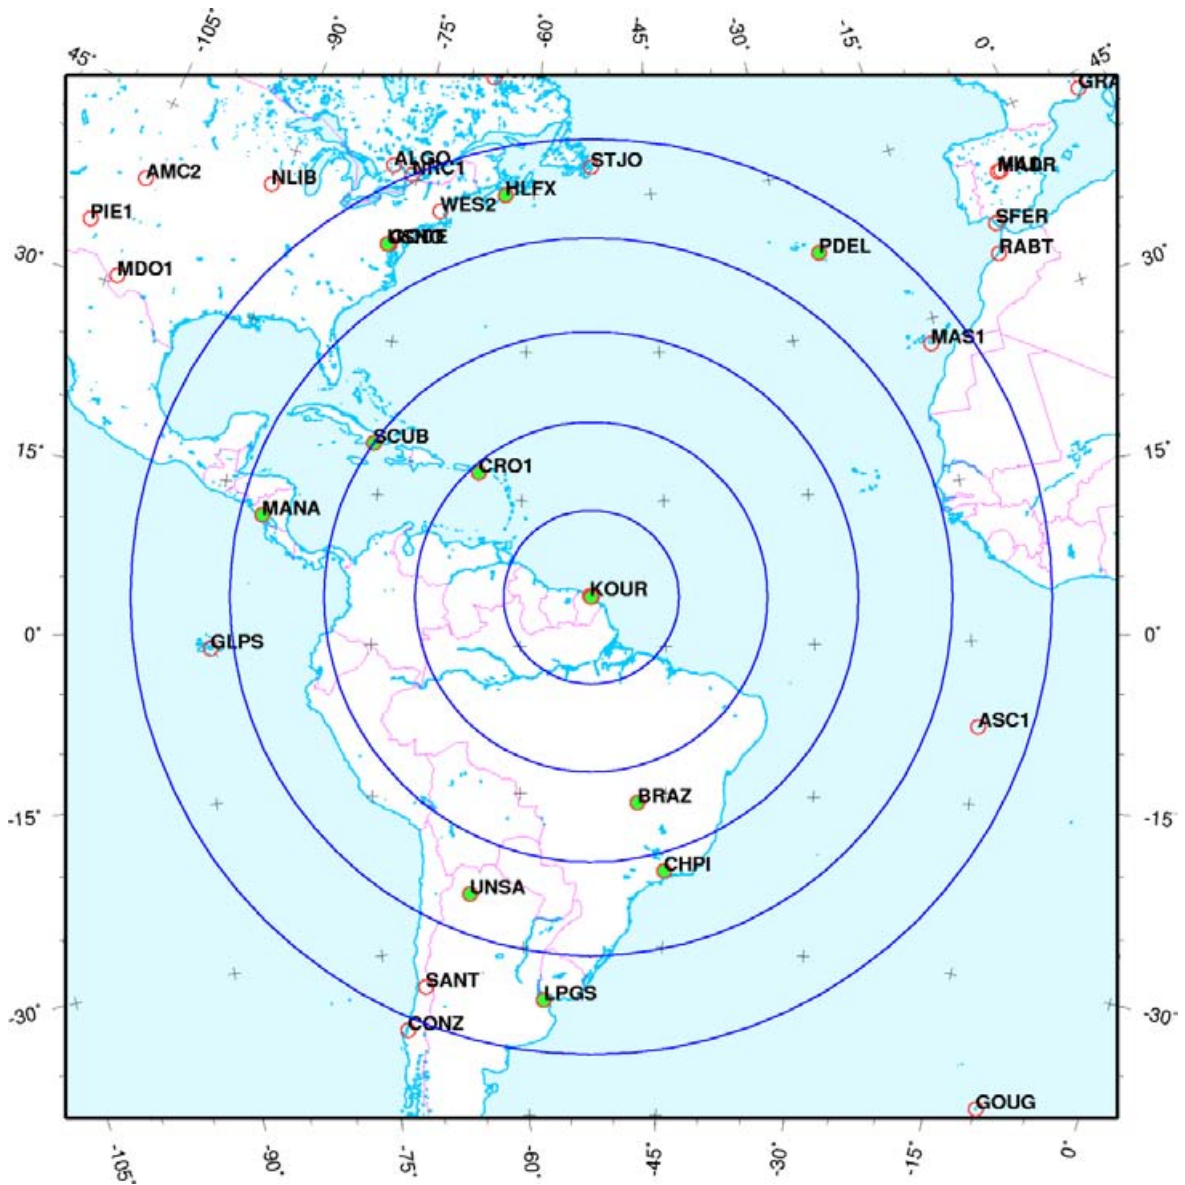 -105° -90° -75° -60° -45° -30° -15° 0° 45°
45°
GRA
ALGO
NRC1
STJO
AMC2
NLIB
HLFX
PIE1
WES2
SFER
PDEL
RABT
30° 30°
MDO1
MAS1
SCUB
15° 15°
CRO1
MANA
KOUR
0° 0°
GLPS
ASC1
BRAZ
-15° -15°
CHPI
UNSA
SANT
LPGS
-30° -30°
CONZ
GOUG
-105° -90° -75° -60° -45° -30° -15° 0°